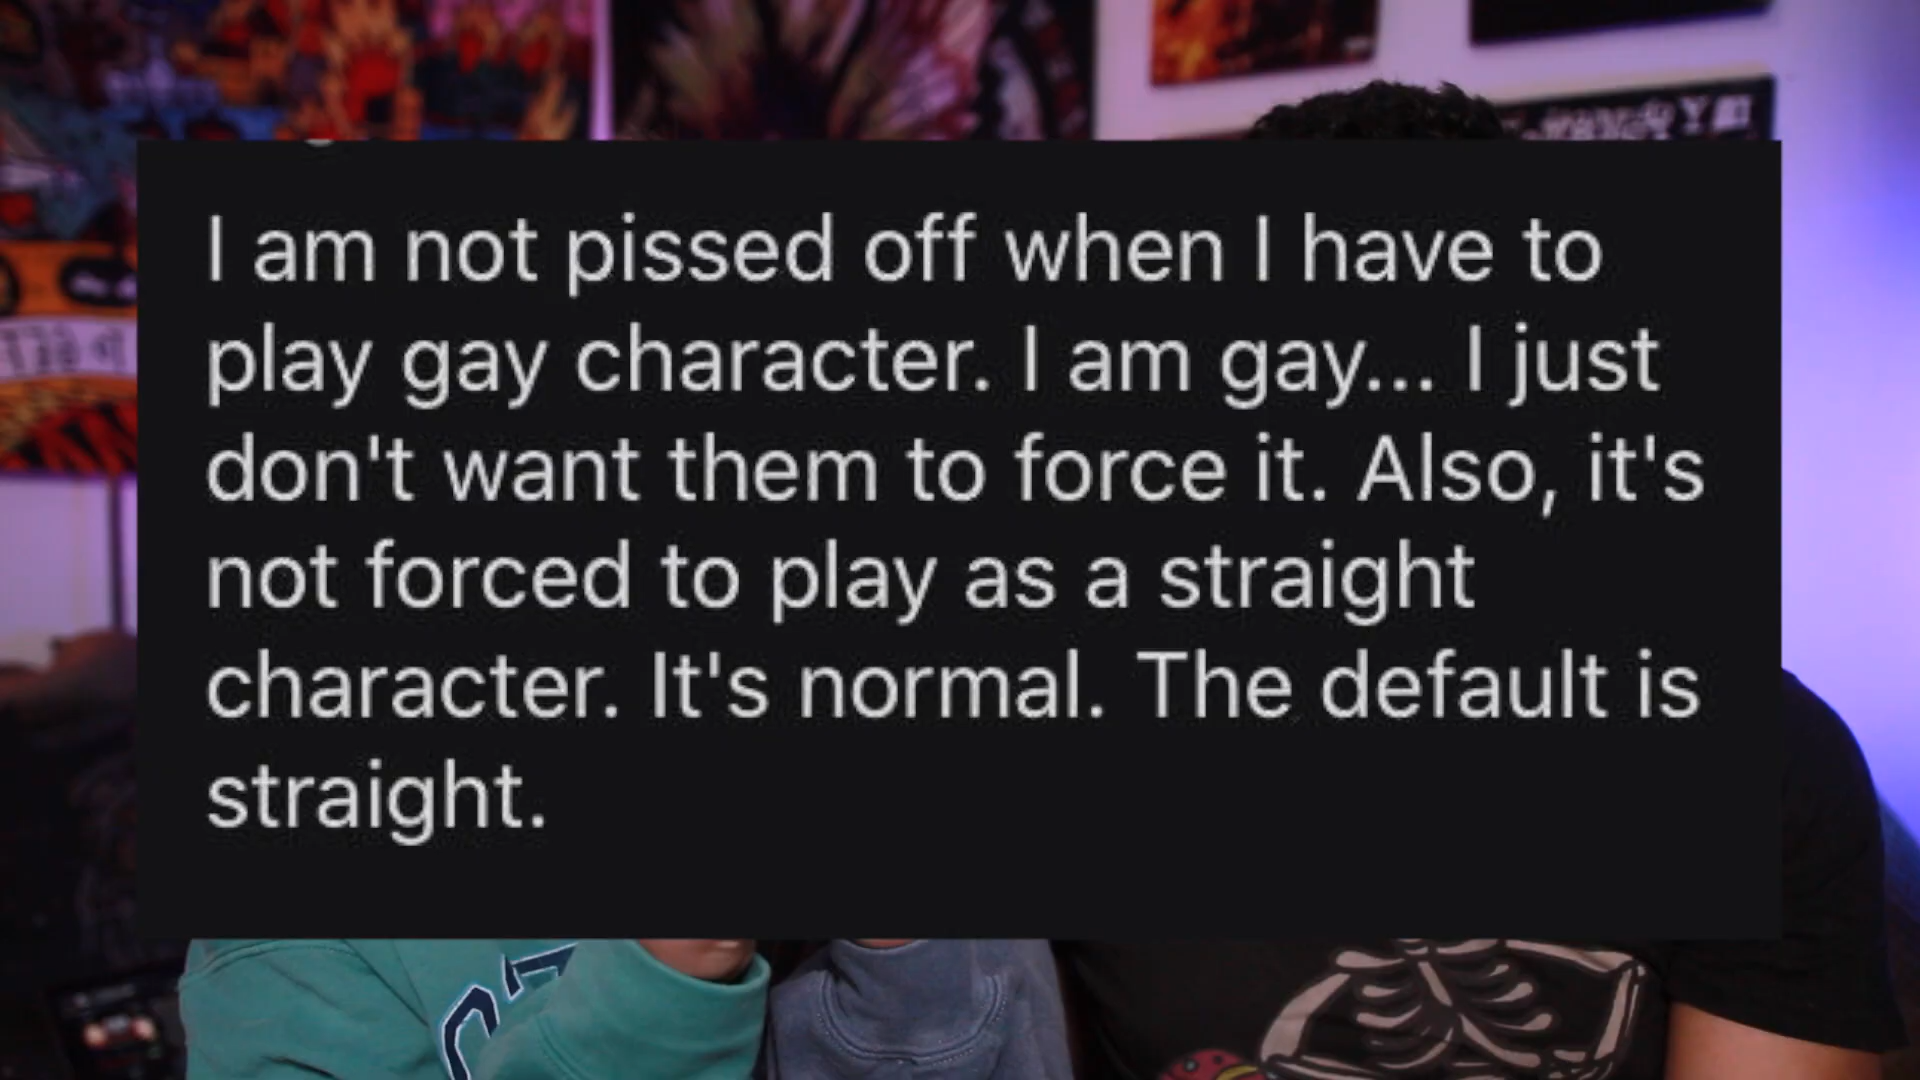 I am not pissed off when I have to
play gay character. I am gay... I just
don't want them to force it. Also, it's
not forced to play as a straight
character. It's normal. The default is
straight.